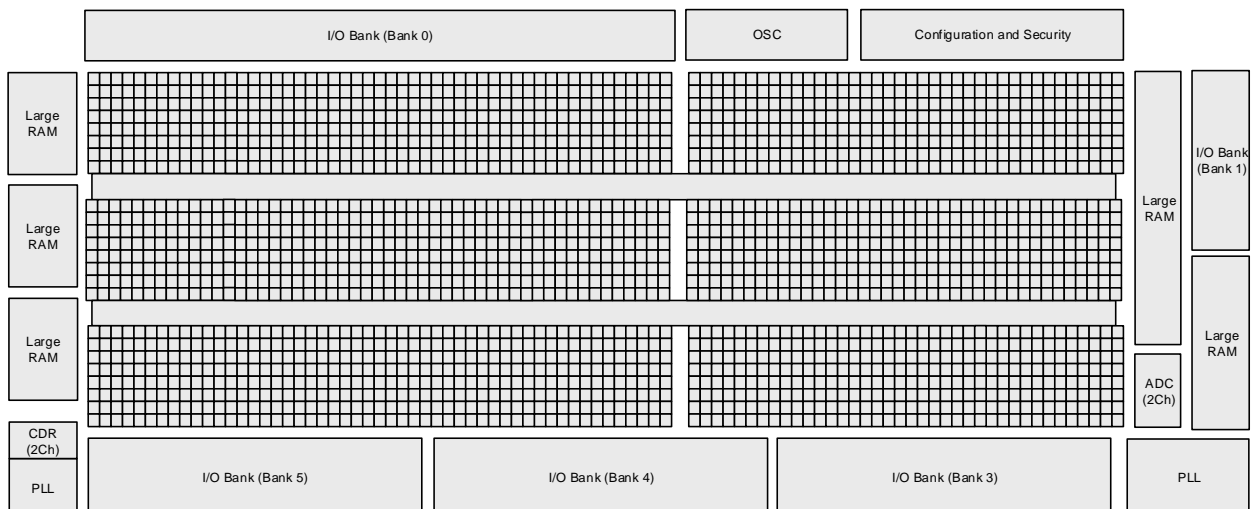 I/O Bank (Bank 0)
OSC
Configuration and Security
Large
RAM
Large
RAM
Large
RAM
CDR
(2Ch)
PLL
I/O Bank (Bank 5)
I/O Bank (Bank 4)
I/O Bank (Bank 3)
PLL
Large
RAM
ADC
(2Ch)
I/O Bank
(Bank 1)
Large
RAM